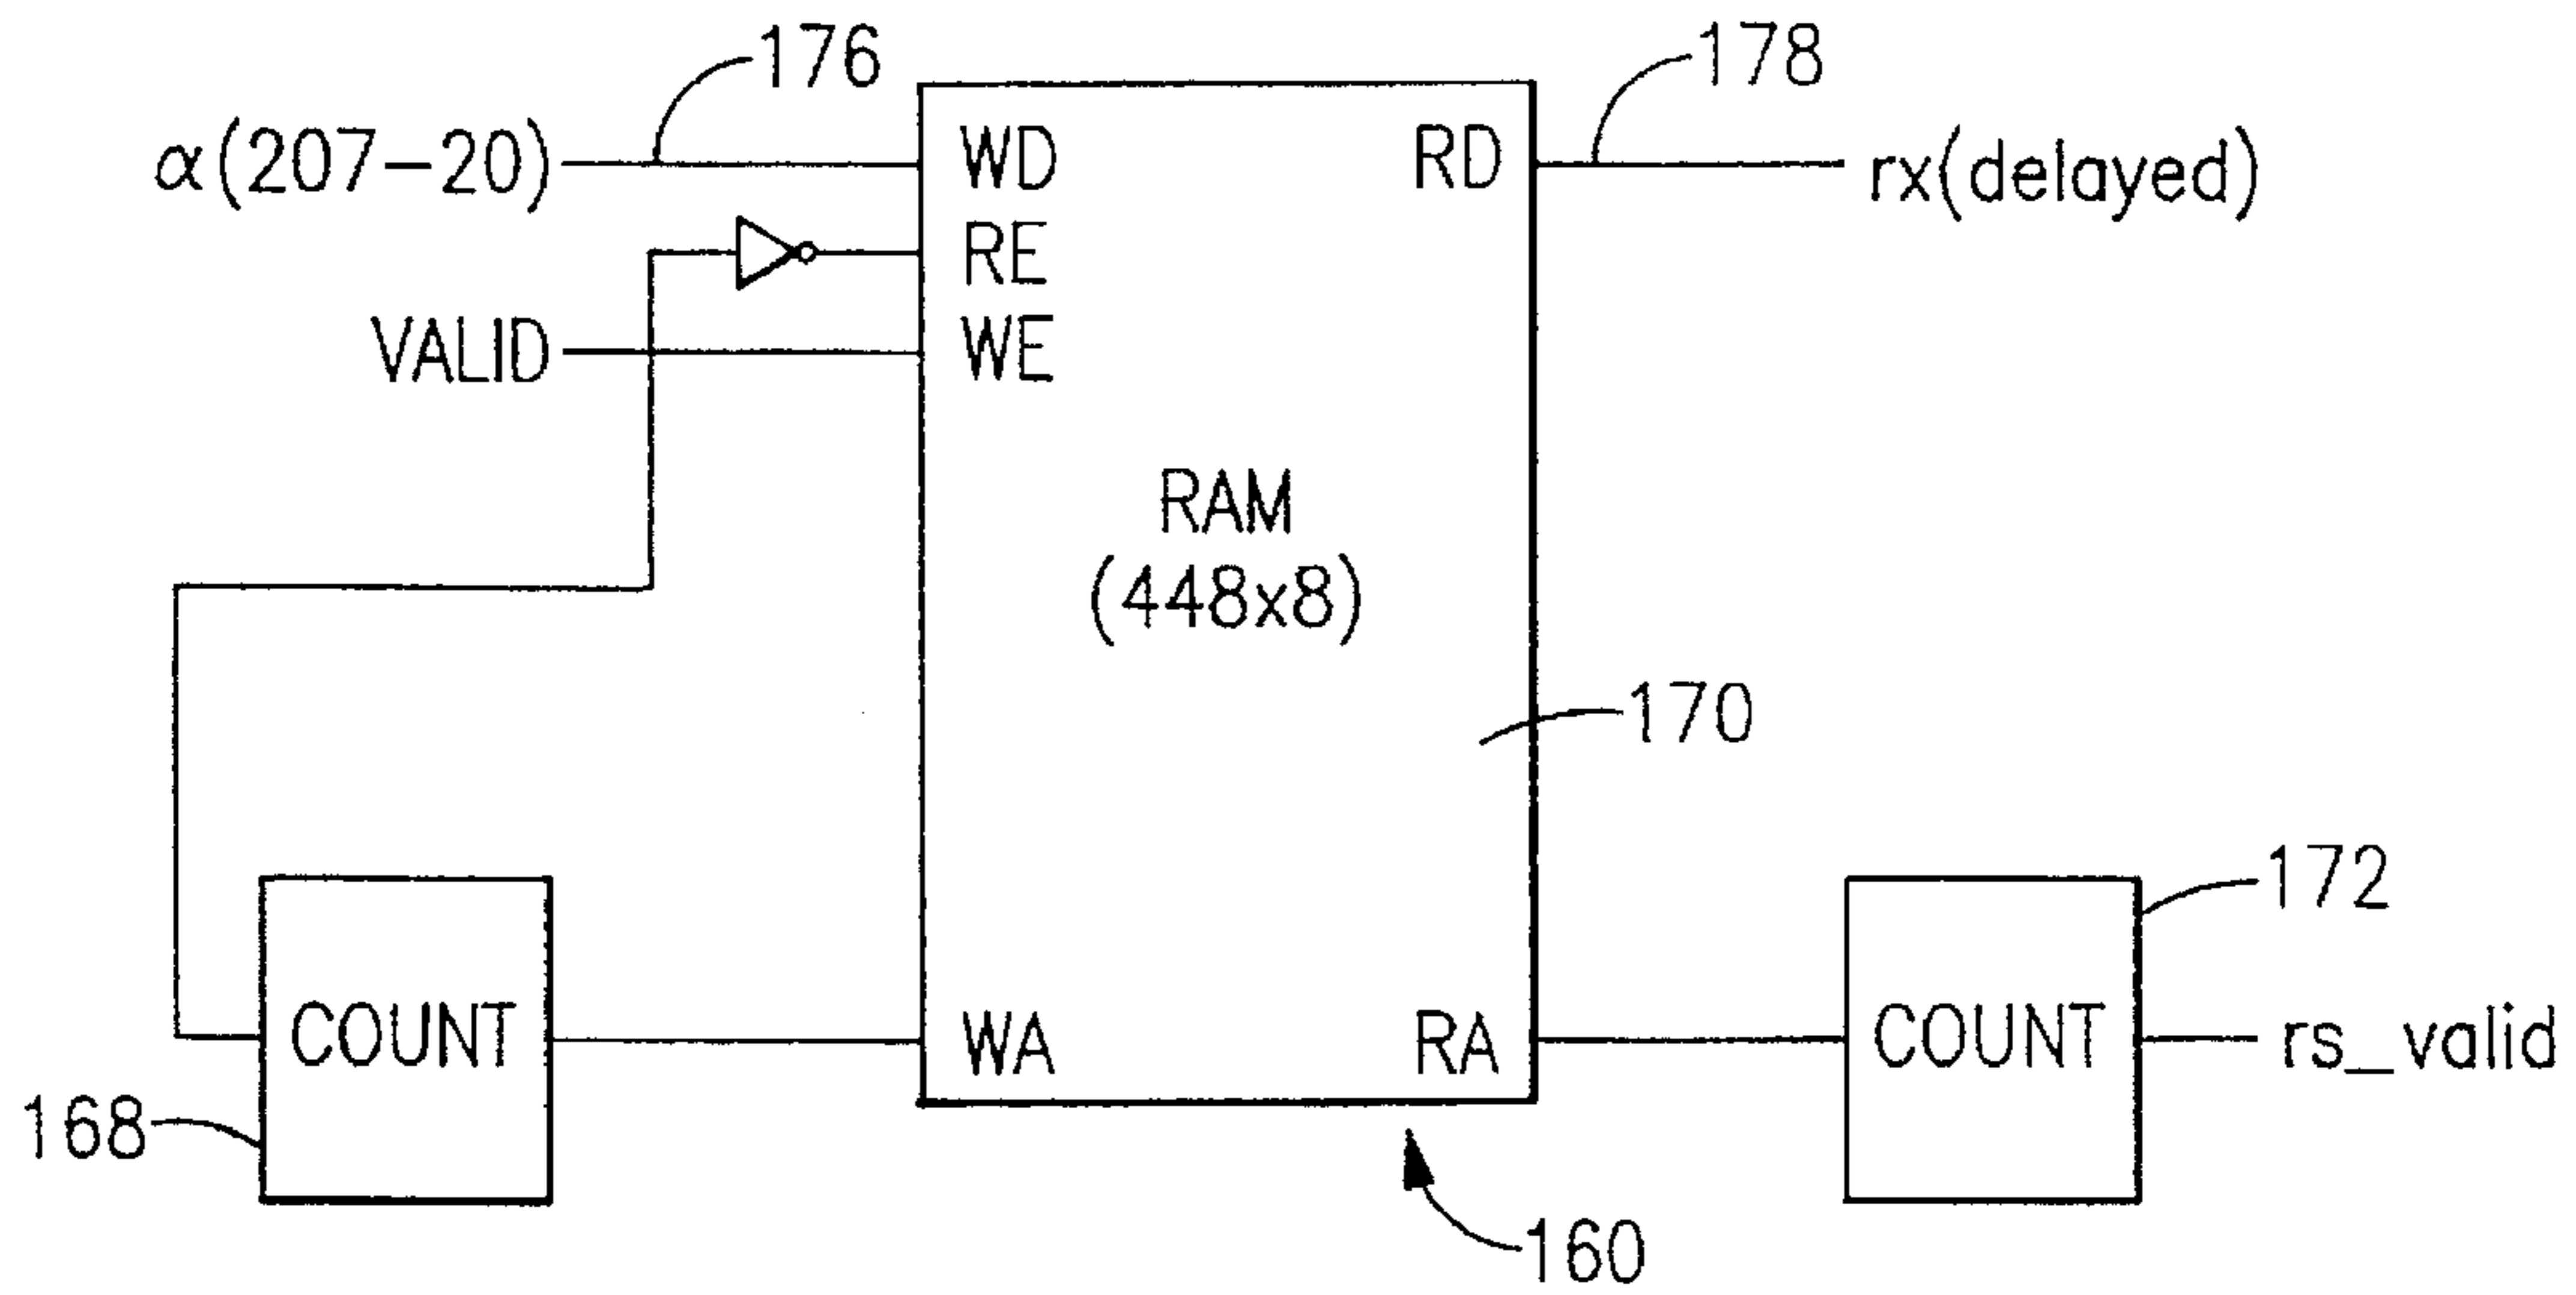 176
178
α(207-20)
WD
RD
rx(delayed)
RE
VALID
WE
RAM
(448x8)
170
172
COUNT
WA
RA
COUNT
rs_valid
168
160